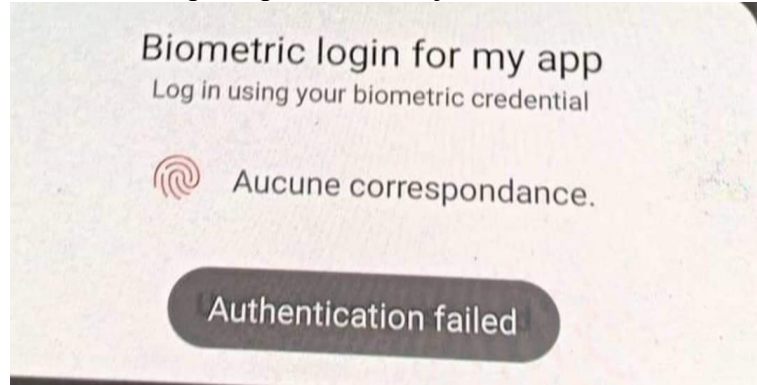 Biometric login for my app
Log in using your biometric credential
Aucune correspondance.
Authentication failed